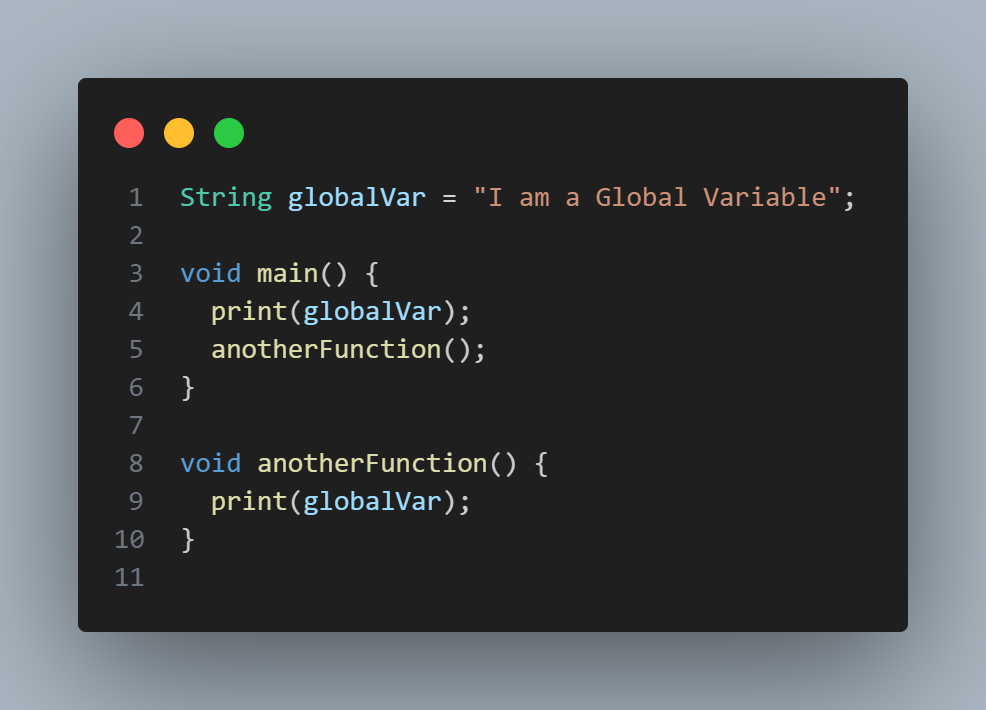 1 String globalVar = "I am a Global Variable";
2
3 void main() {
4   print(globalVar);
5   anotherFunction();
6 }
7
8 void anotherFunction() {
9   print(globalVar);
10 }
11